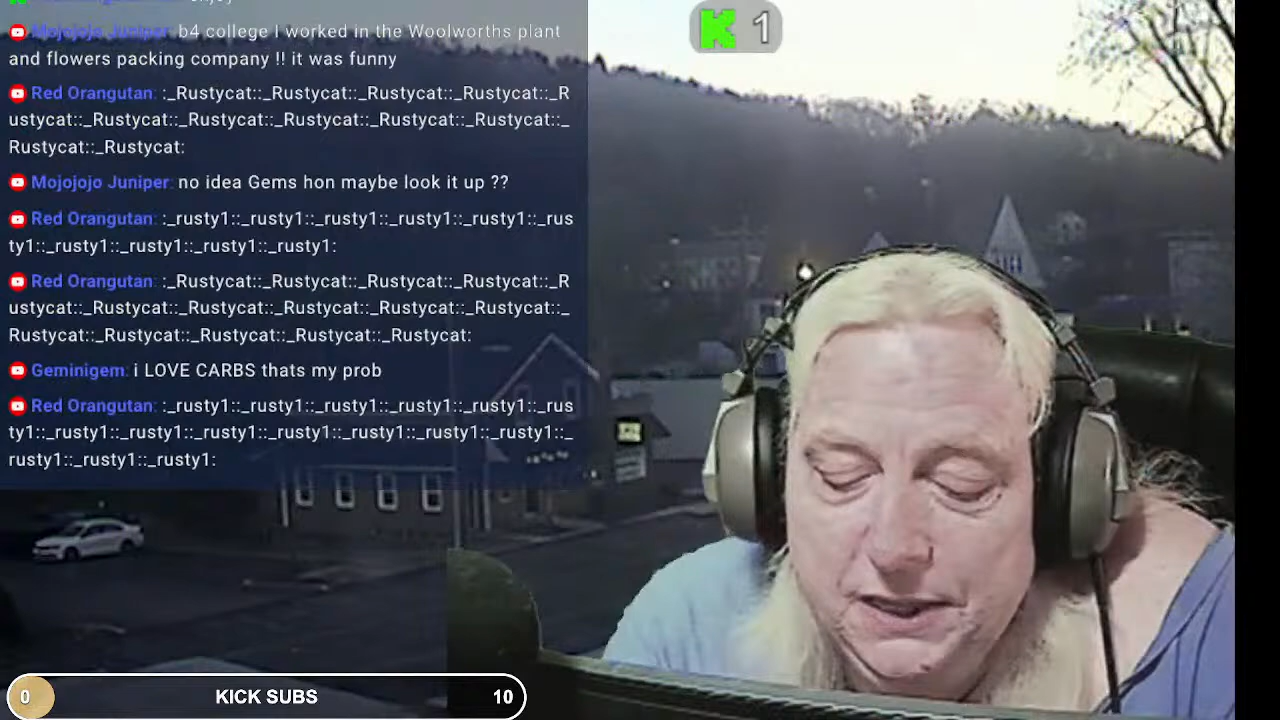 Mojojojo Juniper: b4 college I worked in the Woolworths plant
and flowers packing company !! it was funny
Red Orangutan: :_Rustycat::_Rustycat::_Rustycat::_Rustycat::_R
ustycat::_Rustycat::_Rustycat::_Rustycat::_Rustycat::_Rustycat::_
Rustycat::_Rustycat:
Mojojojo Juniper: no idea Gems hon maybe look it up ??
Red Orangutan: :_rusty1::_rusty1::_rusty1::_rusty1::_rusty1::_rus
ty1::_rusty1::_rusty1::_rusty1::_rusty1:
Red Orangutan: :_Rustycat::_Rustycat::_Rustycat::_Rustycat::_R
ustycat::_Rustycat::_Rustycat::_Rustycat::_Rustycat::_Rustycat::_
Rustycat::_Rustycat::_Rustycat::_Rustycat::_Rustycat:
Geminigem: i LOVE CARBS thats my prob
Red Orangutan: :_rusty1::_rusty1::_rusty1::_rusty1::_rusty1::_rus
ty1::_rusty1::_rusty1::_rusty1::_rusty1::_rusty1::_rusty1::_rusty1::_
rusty1::_rusty1::_rusty1:
K 1
0 KICK SUBS 10